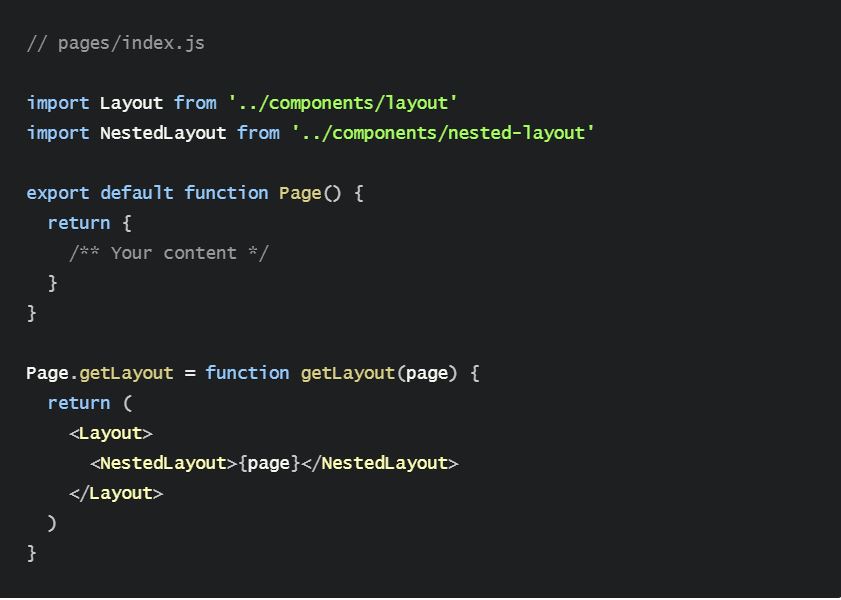 // pages/index.js

import Layout from '../components/layout'
import NestedLayout from '../components/nested-layout'

export default function Page() {
  return {
    /** Your content */
  }
}

Page.getLayout = function getLayout(page) {
  return (
    <Layout>
      <NestedLayout>{page}</NestedLayout>
    </Layout>
  )
}